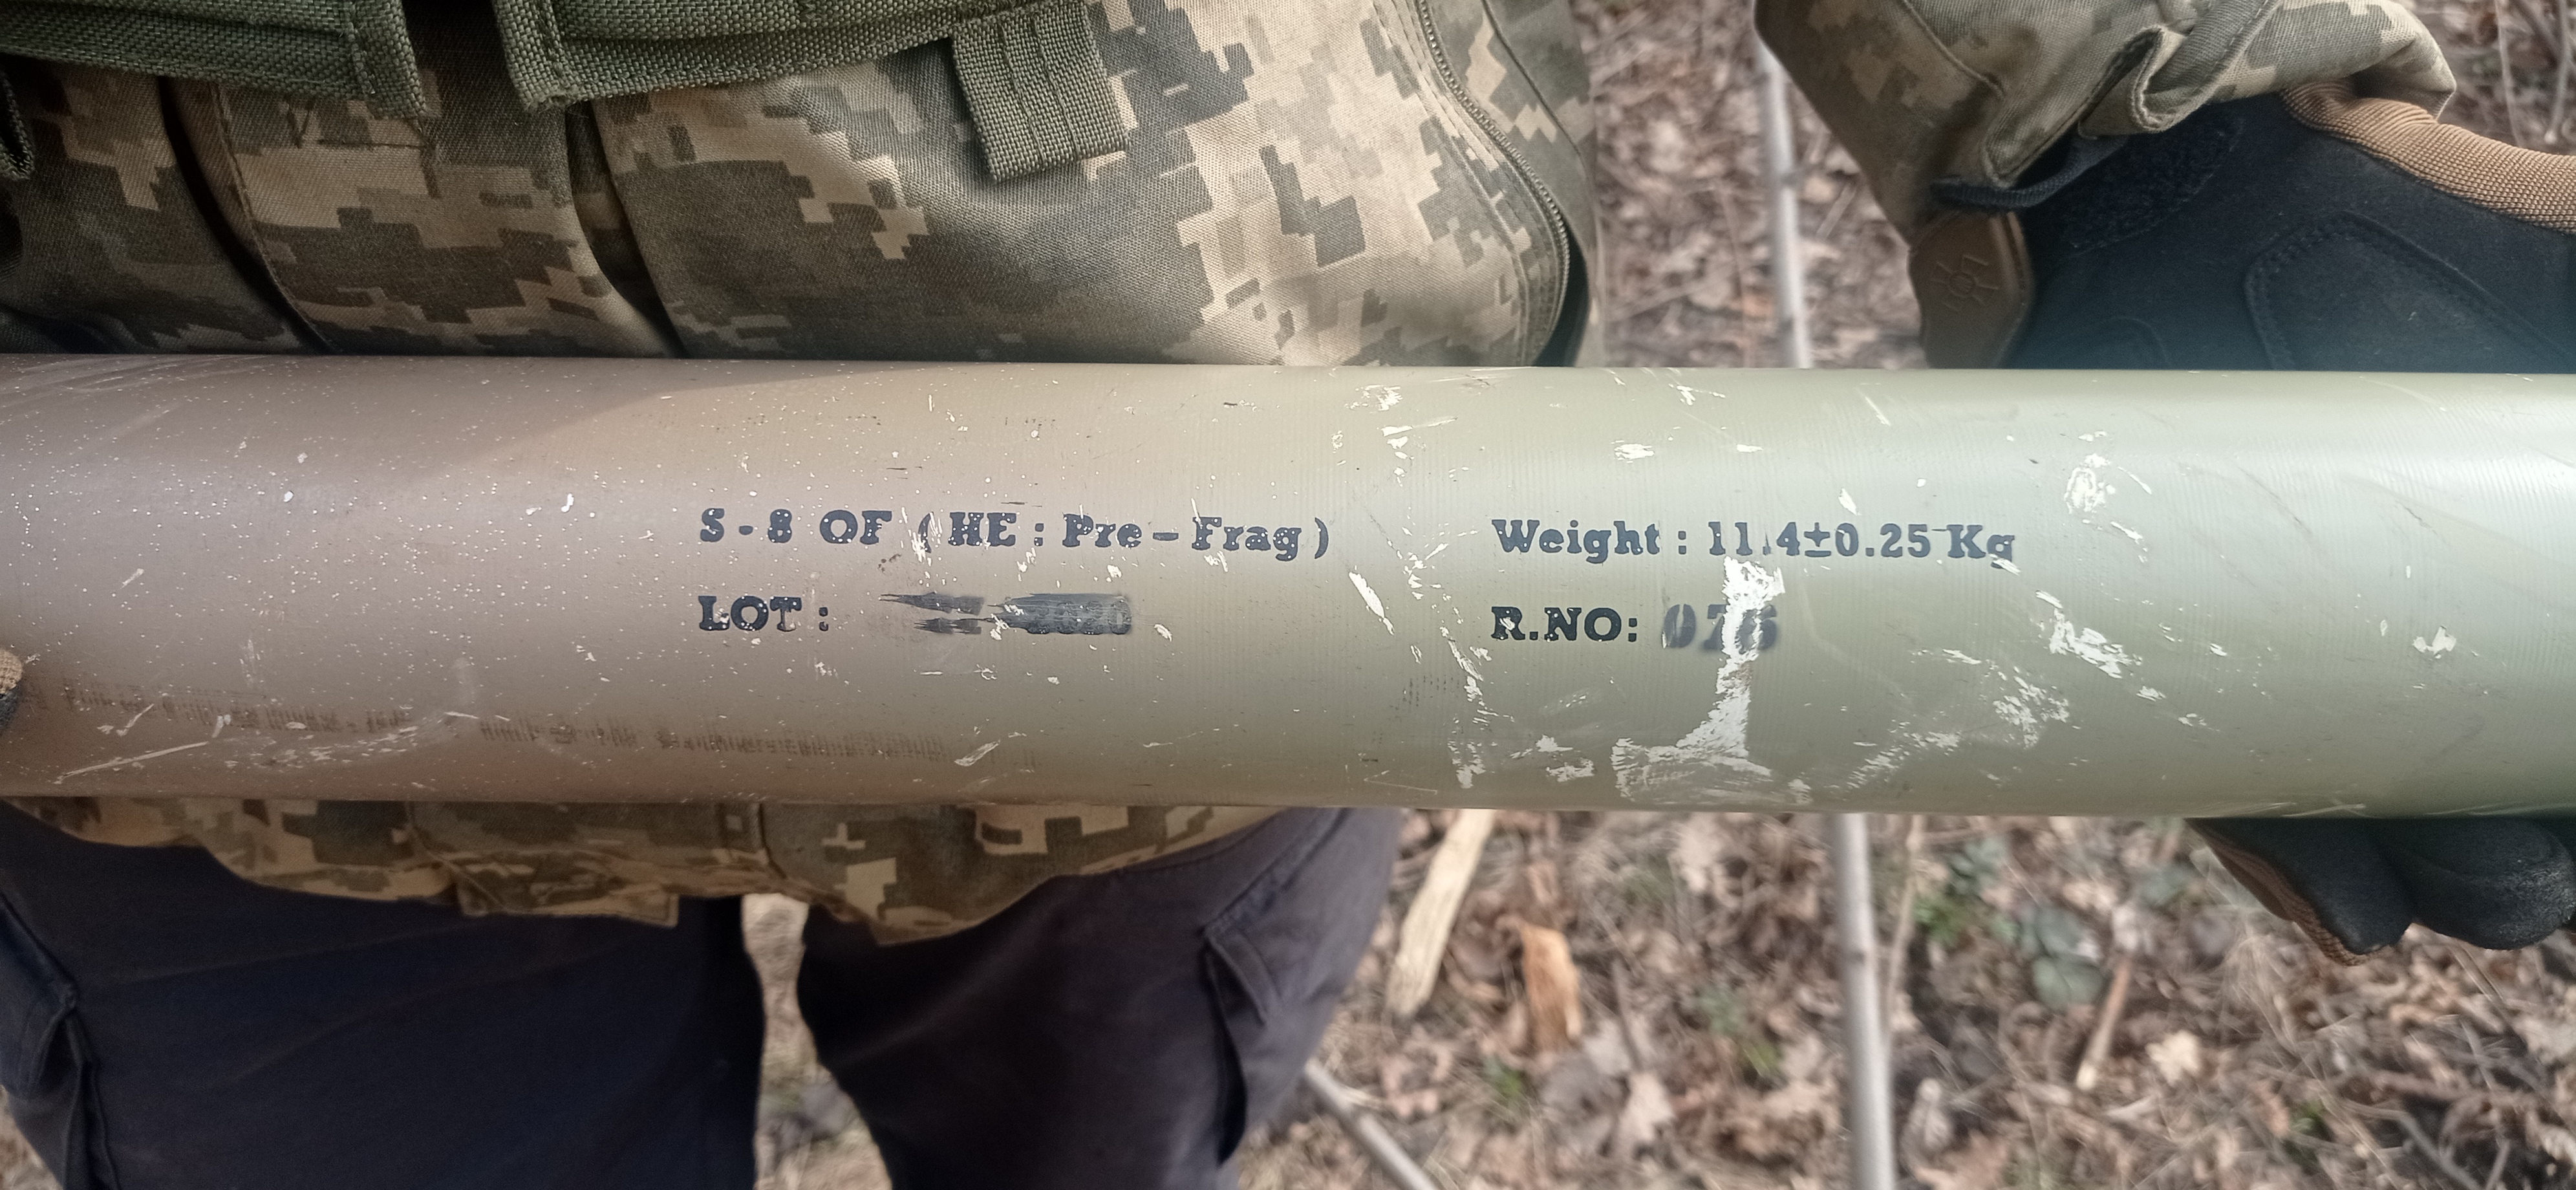 S-8 OF (HE : Pre-Frag)
LOT :
Weight : 11.4±0.25 Kg
R.NO: 076